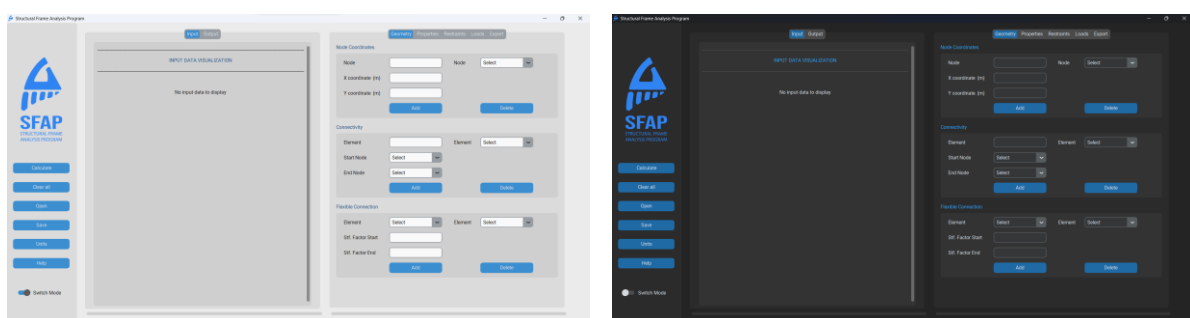 Structural Frame Analysis Program
Input Output
INPUT DATA VISUALIZATION
No input data to display
SFAP
STRUCTURAL FRAME
ANALYSIS PROGRAM
Calculate
Clear all
Open
Save
Units
Help
Switch Mode
Geometry Properties Restraints Loads Export
Node Coordinates
Node Node Select
X coordinate (m)
Y coordinate (m)
Add Delete
Connectivity
Element Element Select
Start Node Select
End Node Select
Add Delete
Flexible Connection
Element Select Element Select
Stf. Factor Start
Stf. Factor End
Add Delete
Structural Frame Analysis Program
Input Output
INPUT DATA VISUALIZATION
No input data to display
SFAP
STRUCTURAL FRAME
ANALYSIS PROGRAM
Calculate
Clear all
Open
Save
Units
Help
Switch Mode
Geometry Properties Restraints Loads Export
Node Coordinates
Node Node Select
X coordinate (m)
Y coordinate (m)
Add Delete
Connectivity
Element Element Select
Start Node Select
End Node Select
Add Delete
Flexible Connection
Element Select Element Select
Stf. Factor Start
Stf. Factor End
Add Delete